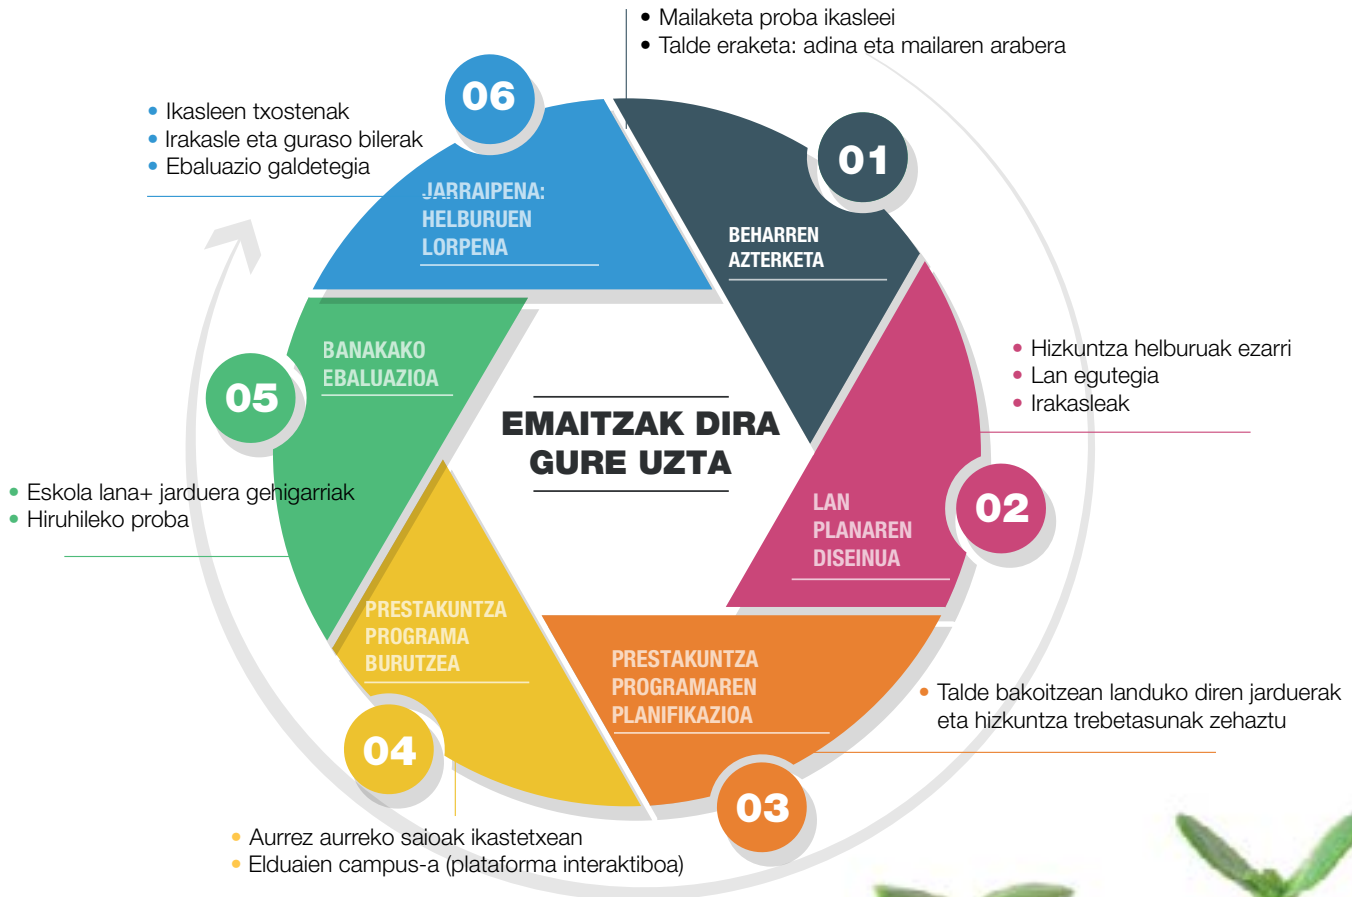 • Mailaketa proba ikasleei
• Talde eraketa: adina eta mailaren arabera
01
BEHARREN
AZTERKETA
• Hizkuntza helburuak ezarri
• Lan egutegia
• Irakasleak
02
LAN
PLANAREN
DISEINUA
• Talde bakoitzean landuko diren jarduerak
eta hizkuntza trebetasunak zehaztu
03
PRESTAKUNTZA
PROGRAMAREN
PLANIFIKAZIOA
04
PRESTAKUNTZA
PROGRAMA
BURUTZEA
• Aurrez aurreko saioak ikastetxean
• Elduaien campus-a (plataforma interaktiboa)
05
BANAKAKO
EBALUAZIOA
• Eskola lana+ jarduera gehigarriak
• Hiruhileko proba
06
JARRAIPENA:
HELBURUEN
LORPENA
• Ikasleen txostenak
• Irakasle eta guraso bilerak
• Ebaluazio galdetegia
EMAITZAK DIRA
GURE UZTA